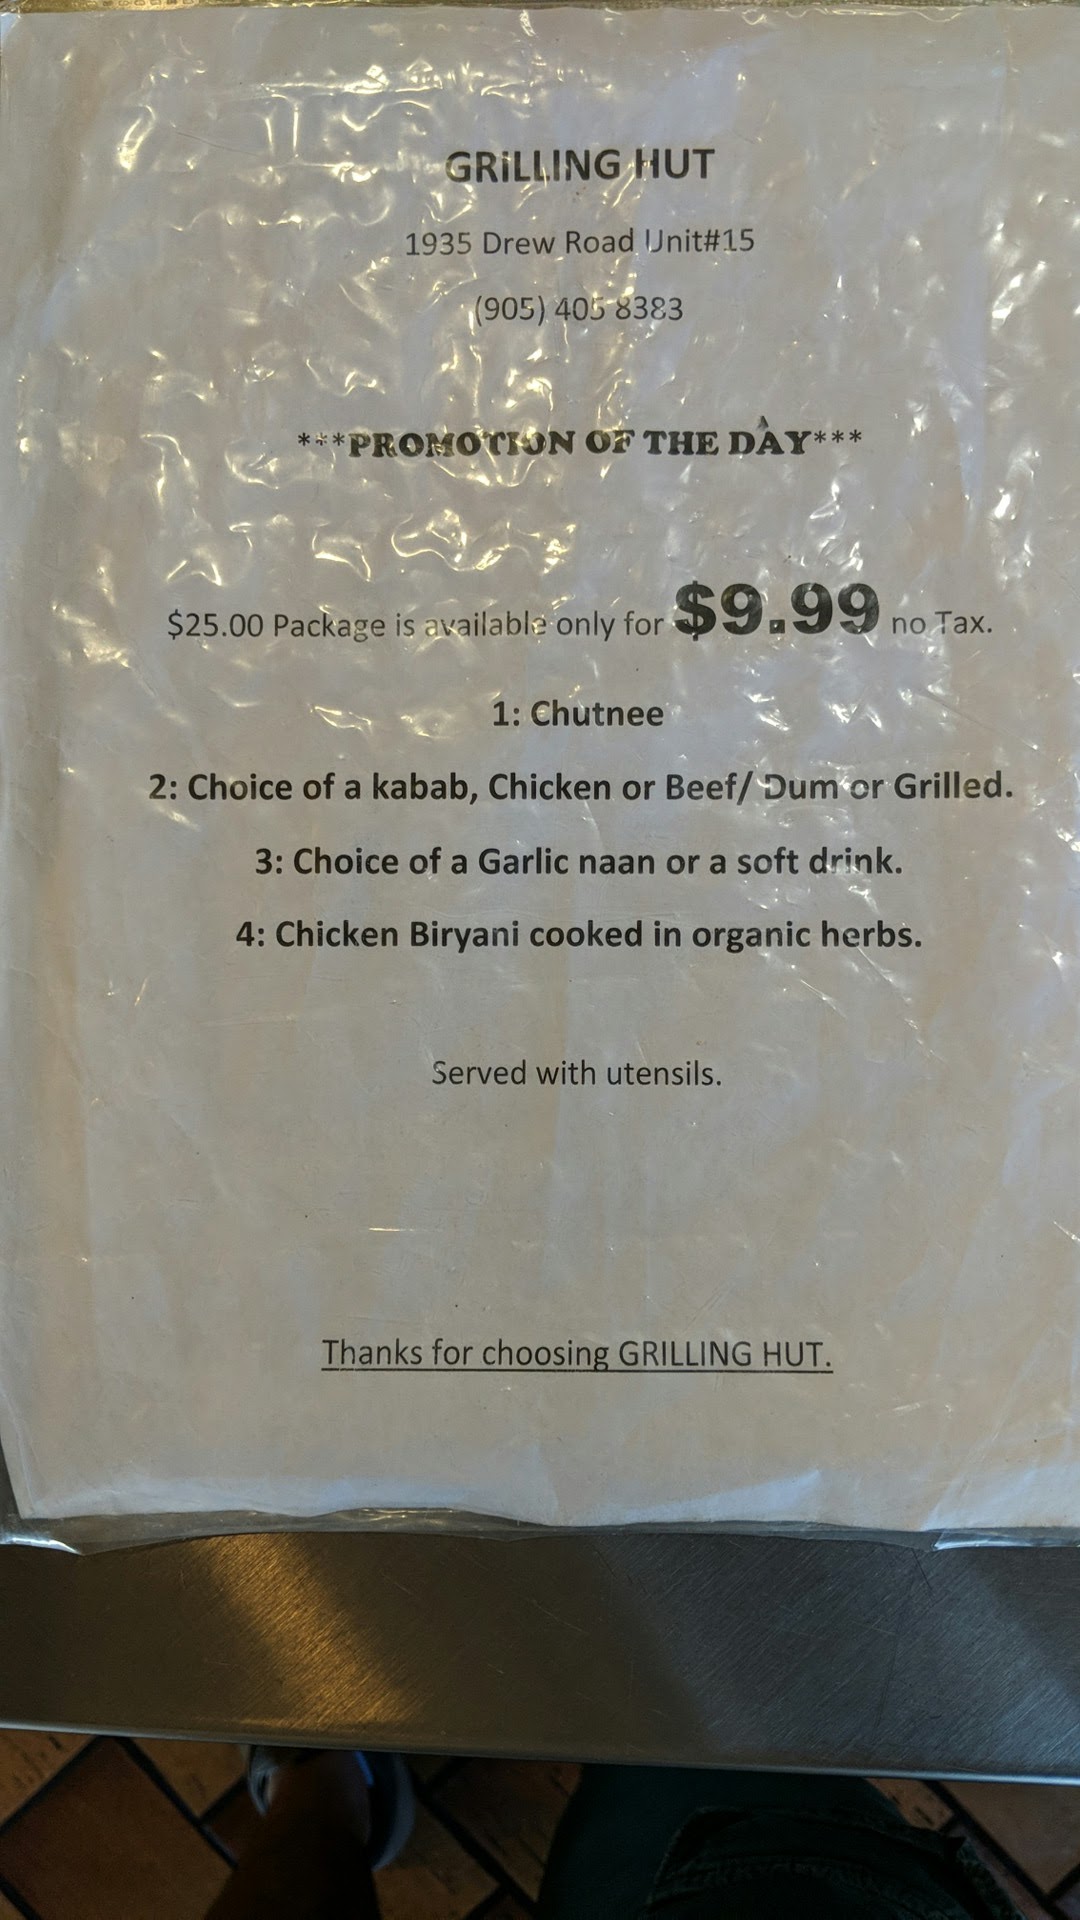 GRILLING HUT
1935 Drew Road Unit#15
(905) 405 8383
***PROMOTION OF THE DAY***
$25.00 Package is available only for $9.99 no Tax.
1: Chutnee
2: Choice of a kabab, Chicken or Beef/ Dum or Grilled.
3: Choice of a Garlic naan or a soft drink.
4: Chicken Biryani cooked in organic herbs.
Served with utensils.
Thanks for choosing GRILLING HUT.